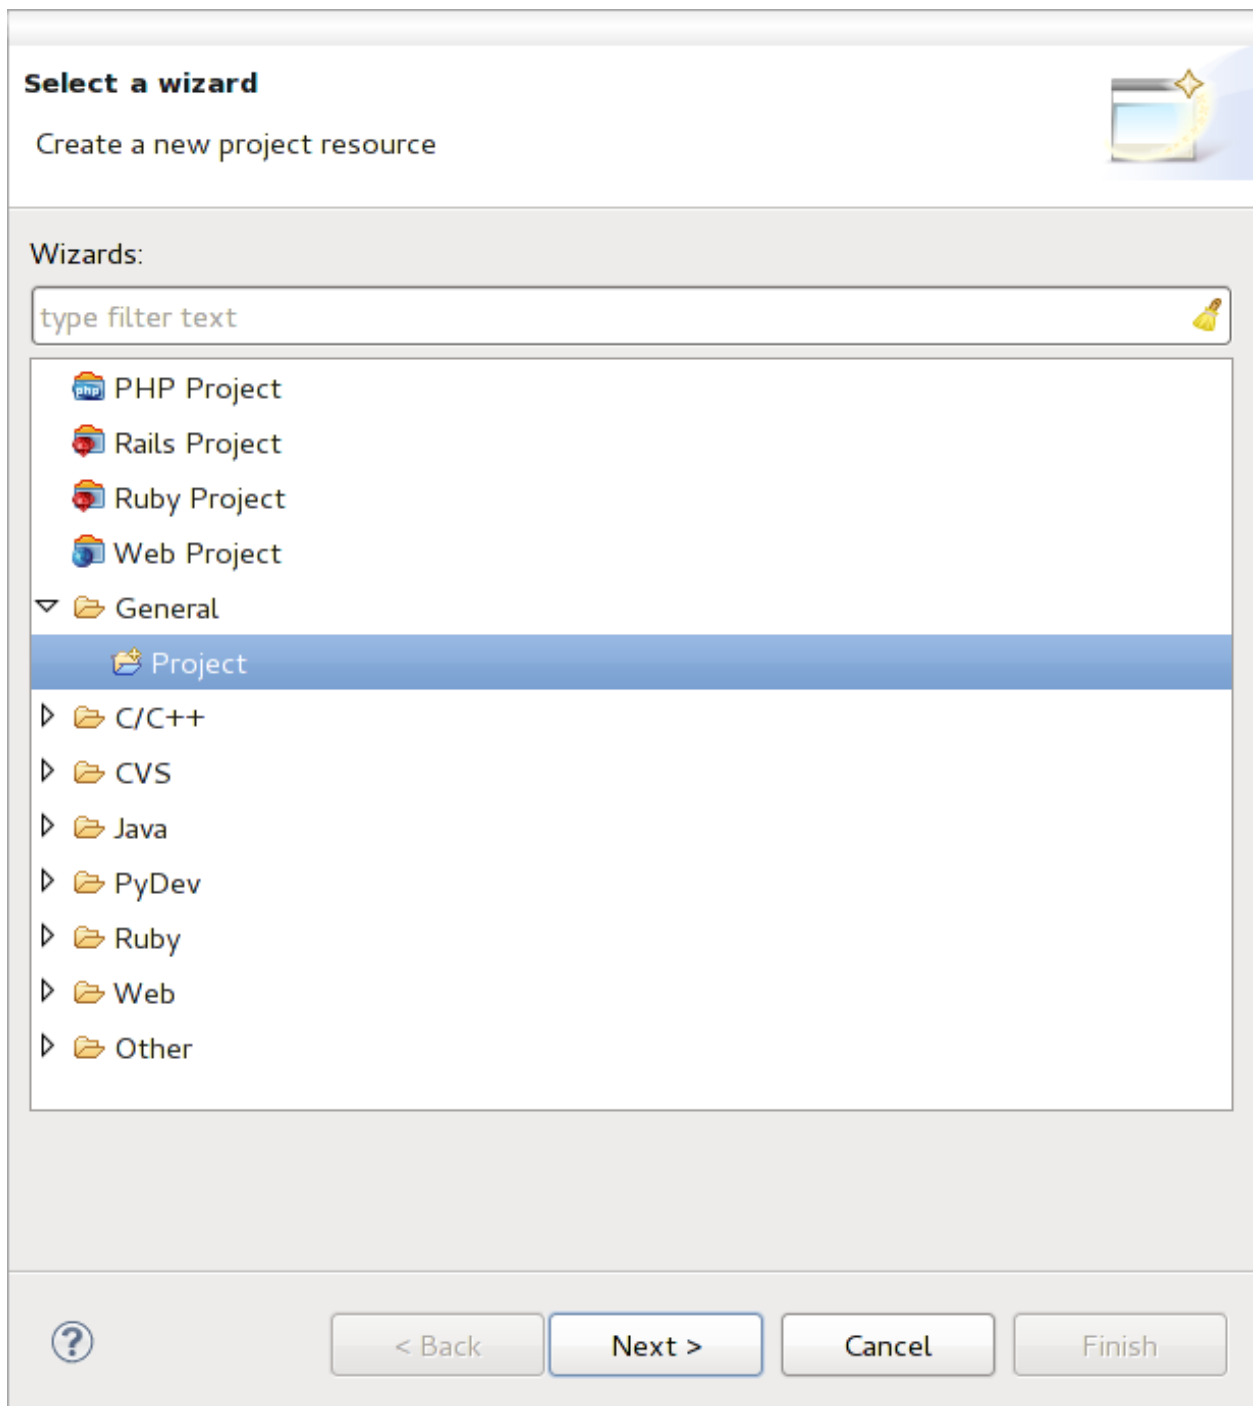 Select a wizard
Create a new project resource
Wizards:
type filter text
php PHP Project
Rails Project
Ruby Project
Web Project
General
Project
C/C++
CVS
Java
PyDev
Ruby
Web
Other
? < Back Next > Cancel Finish